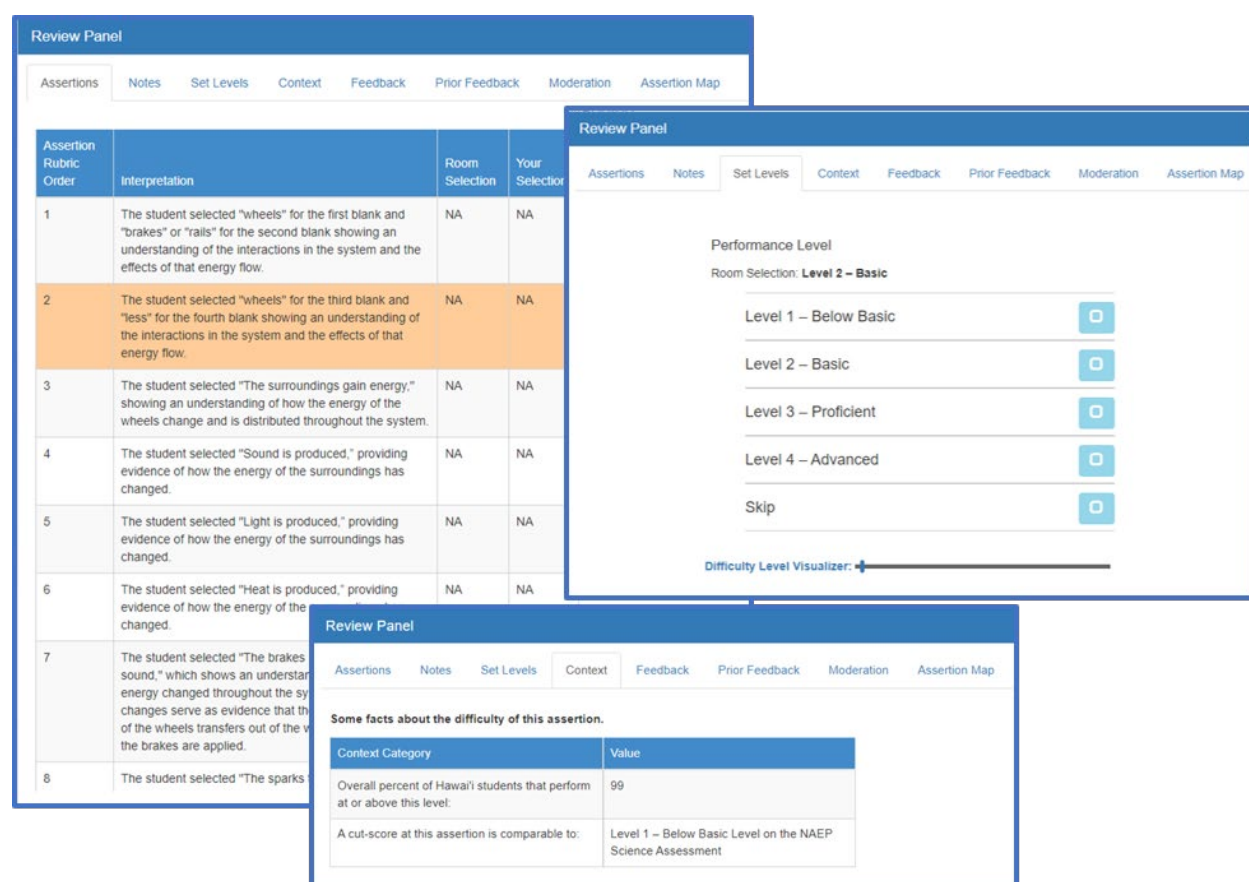 Review Panel
Assertions Notes Set Levels Context Feedback Prior Feedback Moderation Assertion Map
Assertion
Rubric
Order
Interpretation
Room
Selection
Your
Selection
1
The student selected "wheels" for the first blank and
"brakes" or "rails" for the second blank showing an
understanding of the interactions in the system and the
effects of that energy flow.
NA
NA
2
The student selected "wheels" for the third blank and
"less" for the fourth blank showing an understanding of
the interactions in the system and the effects of that
energy flow.
NA
NA
3
The student selected "The surroundings gain energy,"
showing an understanding of how the energy of the
wheels change and is distributed throughout the system.
NA
NA
4
The student selected "Sound is produced," providing
evidence of how the energy of the surroundings has
changed.
NA
NA
5
The student selected "Light is produced," providing
evidence of how the energy of the surroundings has
changed.
NA
NA
6
The student selected "Heat is produced," providing
evidence of how the energy of the
changed.
NA
NA
7
The student selected "The brakes
sound," which shows an
energy changed throughout the
changes serve as evidence that
of the wheels transfers out of the
the brakes are applied.
8
The student selected "The sparks
Review Panel
Assertions Notes Set Levels Context Feedback Prior Feedback Moderation Assertion Map
Performance Level
Room Selection: Level 2 – Basic
Level 1 – Below Basic
Level 2 – Basic
Level 3 – Proficient
Level 4 – Advanced
Skip
Difficulty Level Visualizer:
Review Panel
Assertions Notes Set Levels Context Feedback Prior Feedback Moderation Assertion Map
Some facts about the difficulty of this assertion.
Context Category
Value
Overall percent of Hawai'i students that perform
at or above this level:
99
A cut-score at this assertion is comparable to:
Level 1 – Below Basic Level on the NAEP
Science Assessment